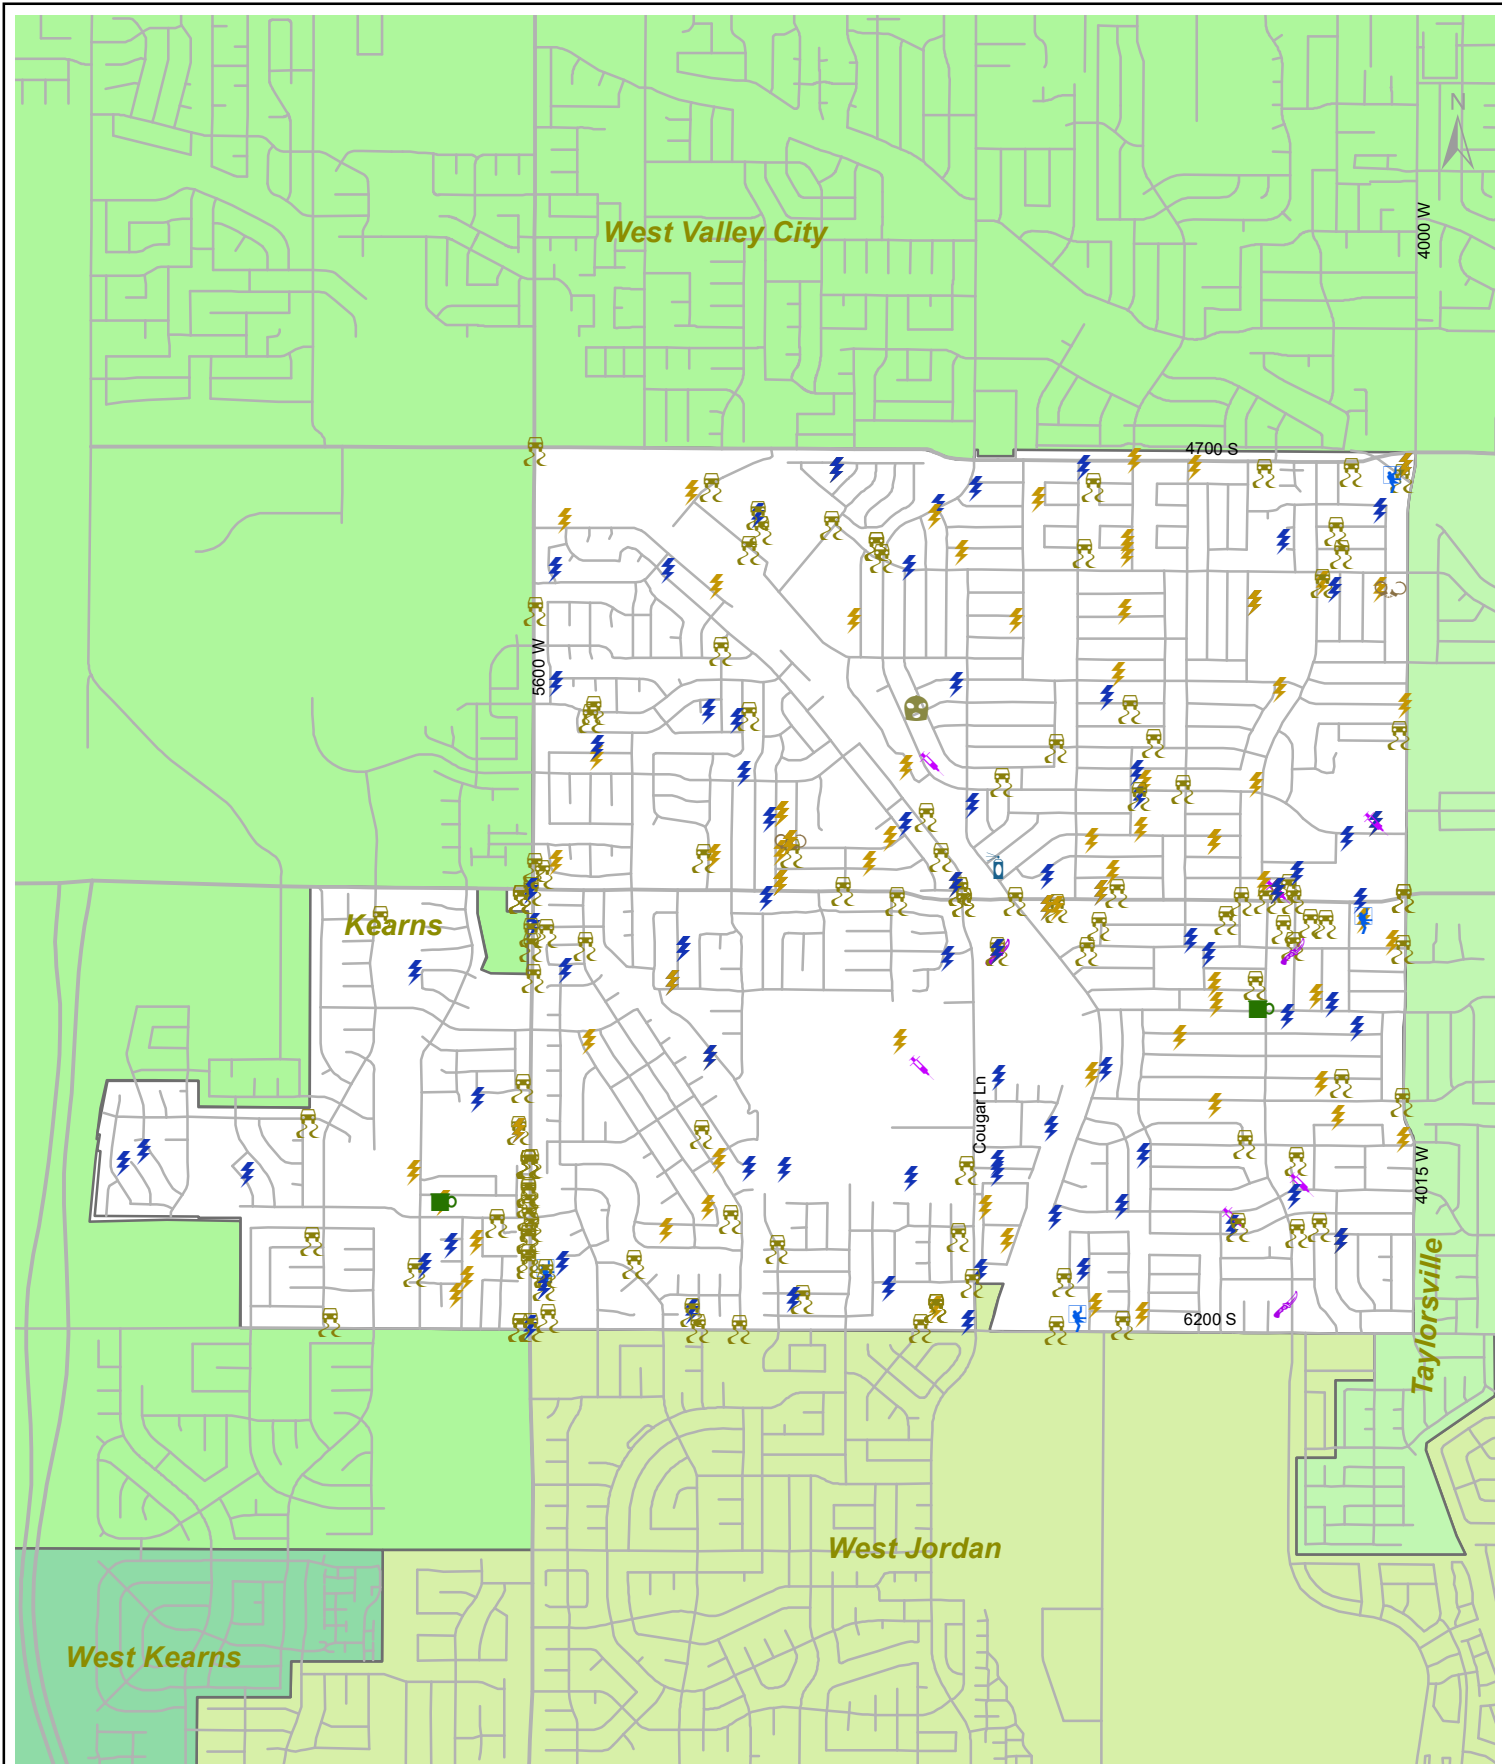 N
4000 W
West Valley City
4700 S
5600 W
Kearns
Cougar Ln
4015 W
6200 S
Taylorsville
West Jordan
West Kearns